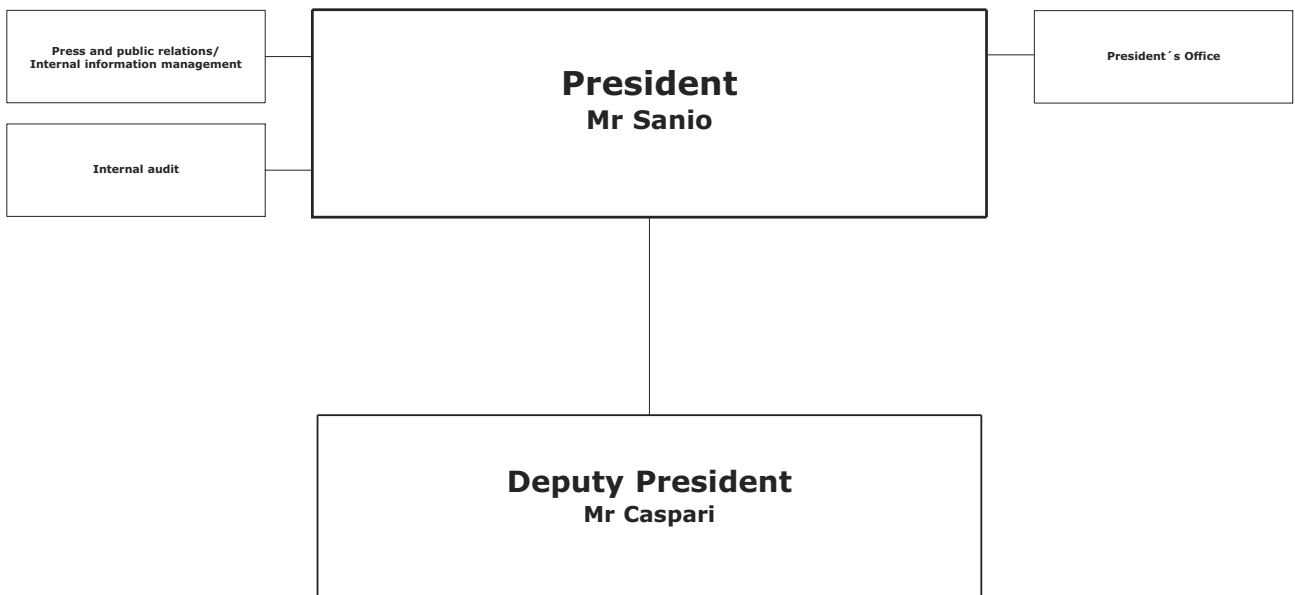 Press and public relations/
Internal information management
President
Mr Sanio
President´s Office
Internal audit
Deputy President
Mr Caspari